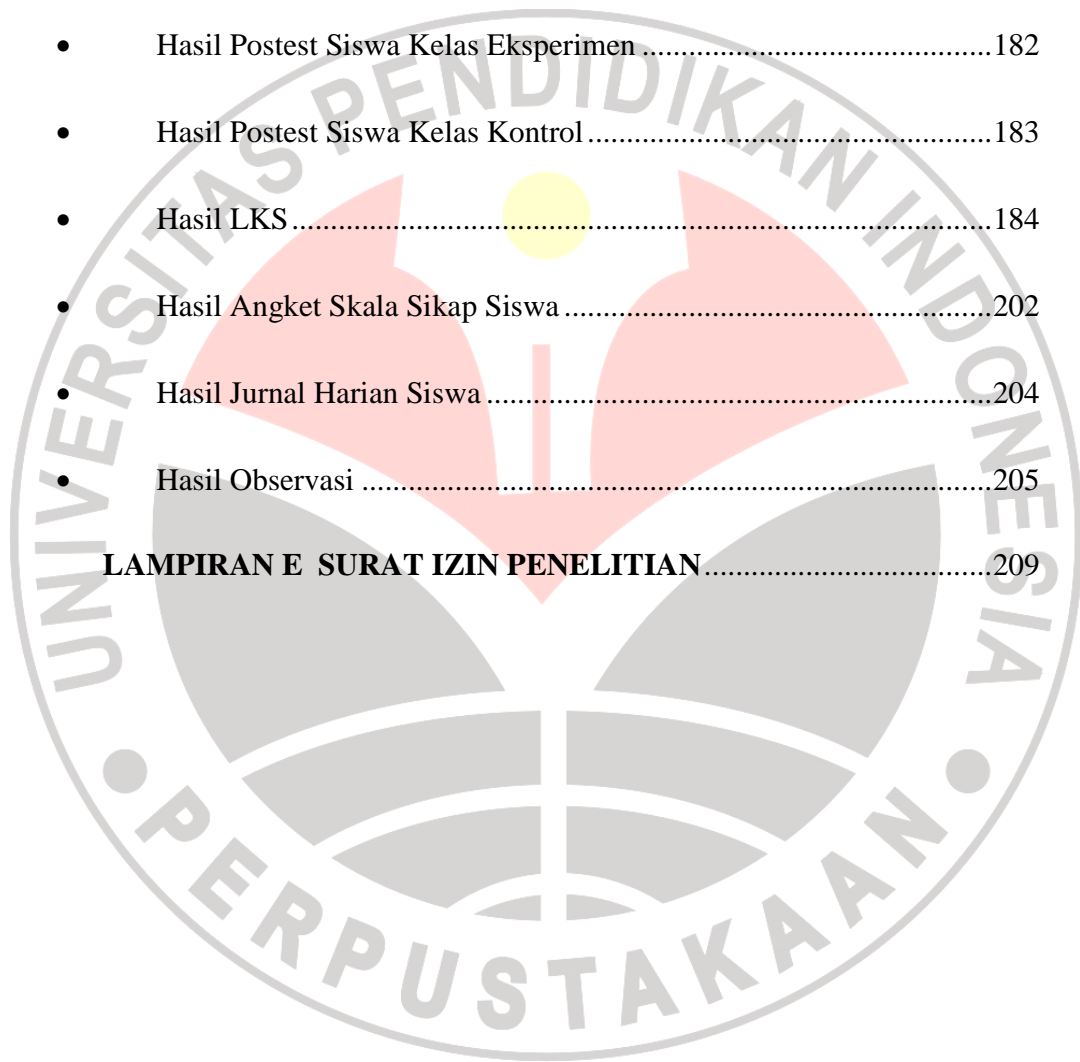 • Hasil Postest Siswa Kelas Eksperimen ............................................182
• Hasil Postest Siswa Kelas Kontrol ...................................................183
• Hasil LKS ..........................................................................................184
• Hasil Angket Skala Sikap Siswa ......................................................202
• Hasil Jurnal Harian Siswa ................................................................204
• Hasil Observasi .................................................................................205
LAMPIRAN E SURAT IZIN PENELITIAN ....................................209
UNIVERSITAS PENDIDIKAN INDONESIA
PERPUSTAKAAN